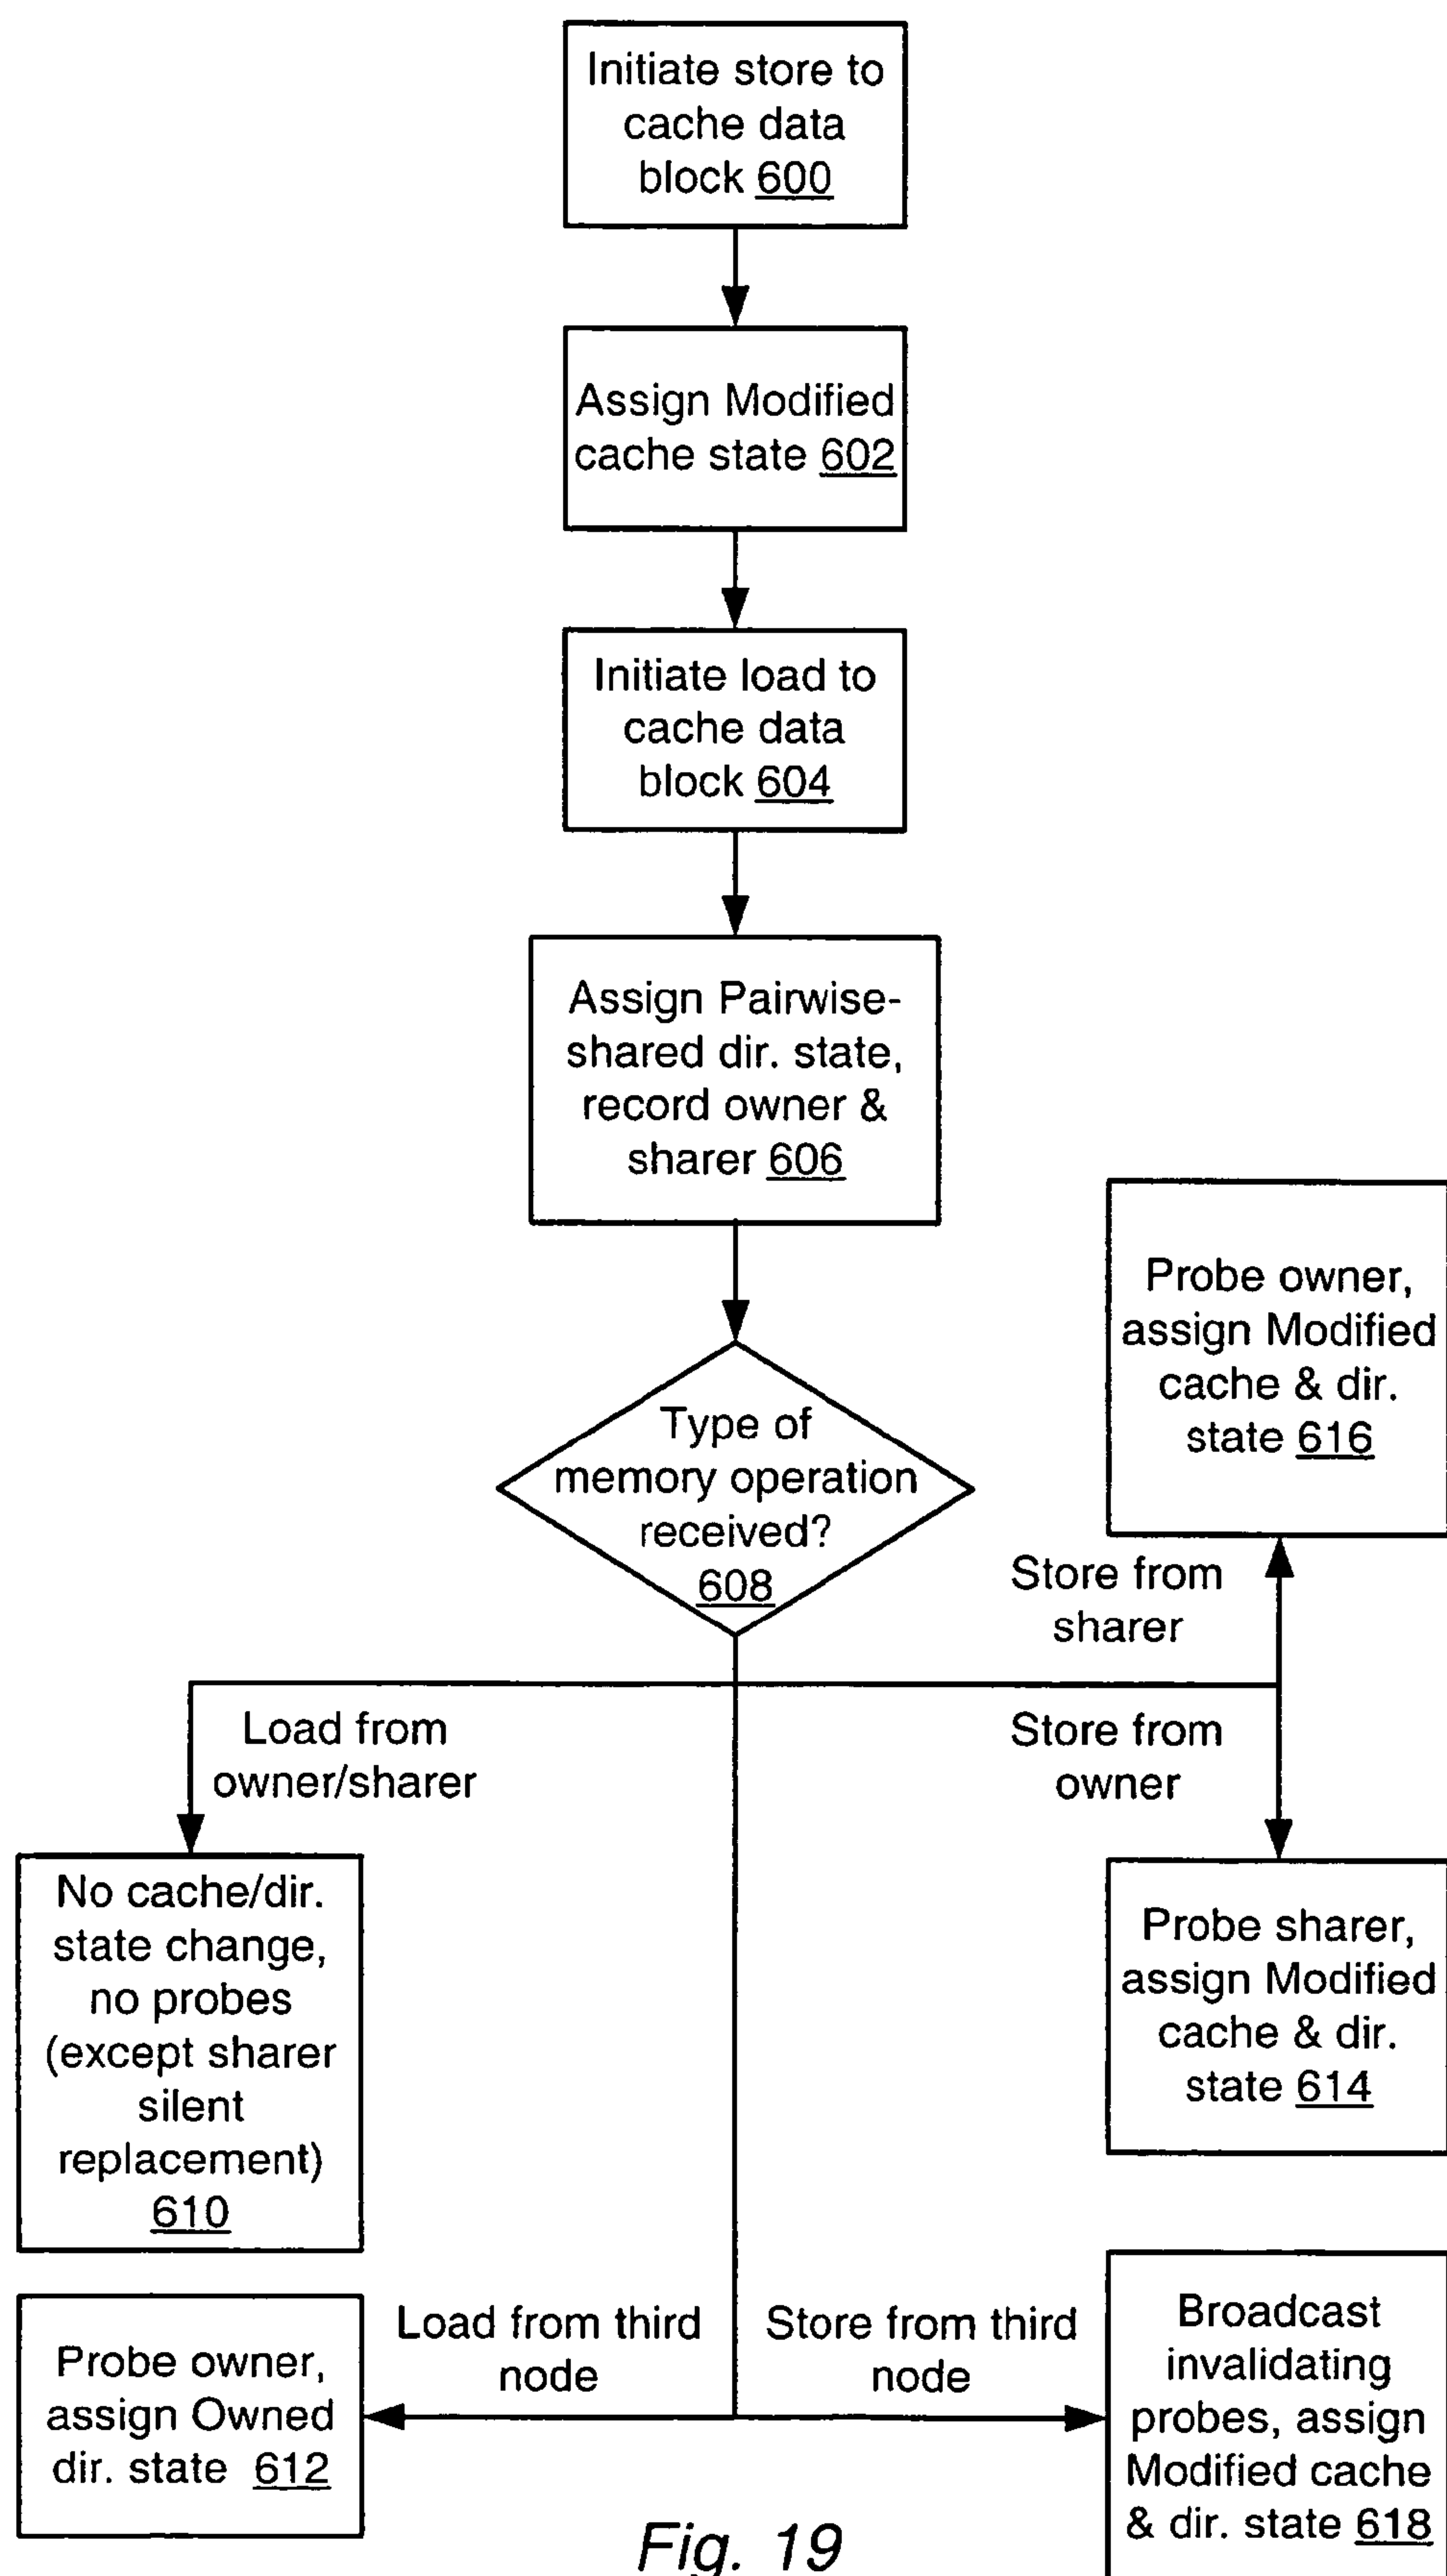 Initiate store to
cache data
block 600
Assign Modified
cache state 602
Initiate load to
cache data
block 604
Assign Pairwise-
shared dir. state,
record owner &
sharer 606
Probe owner,
assign Modified
cache & dir.
state 616
Type of
memory operation
received?
608
Store from
sharer
Load from
owner/sharer
Store from
owner
No cache/dir.
state change,
no probes
(except sharer
silent
replacement)
610
Probe sharer,
assign Modified
cache & dir.
state 614
Load from third
node
Store from third
node
Probe owner,
assign Owned
dir. state 612
Broadcast
invalidating
probes, assign
Modified cache
& dir. state 618
Fig. 19